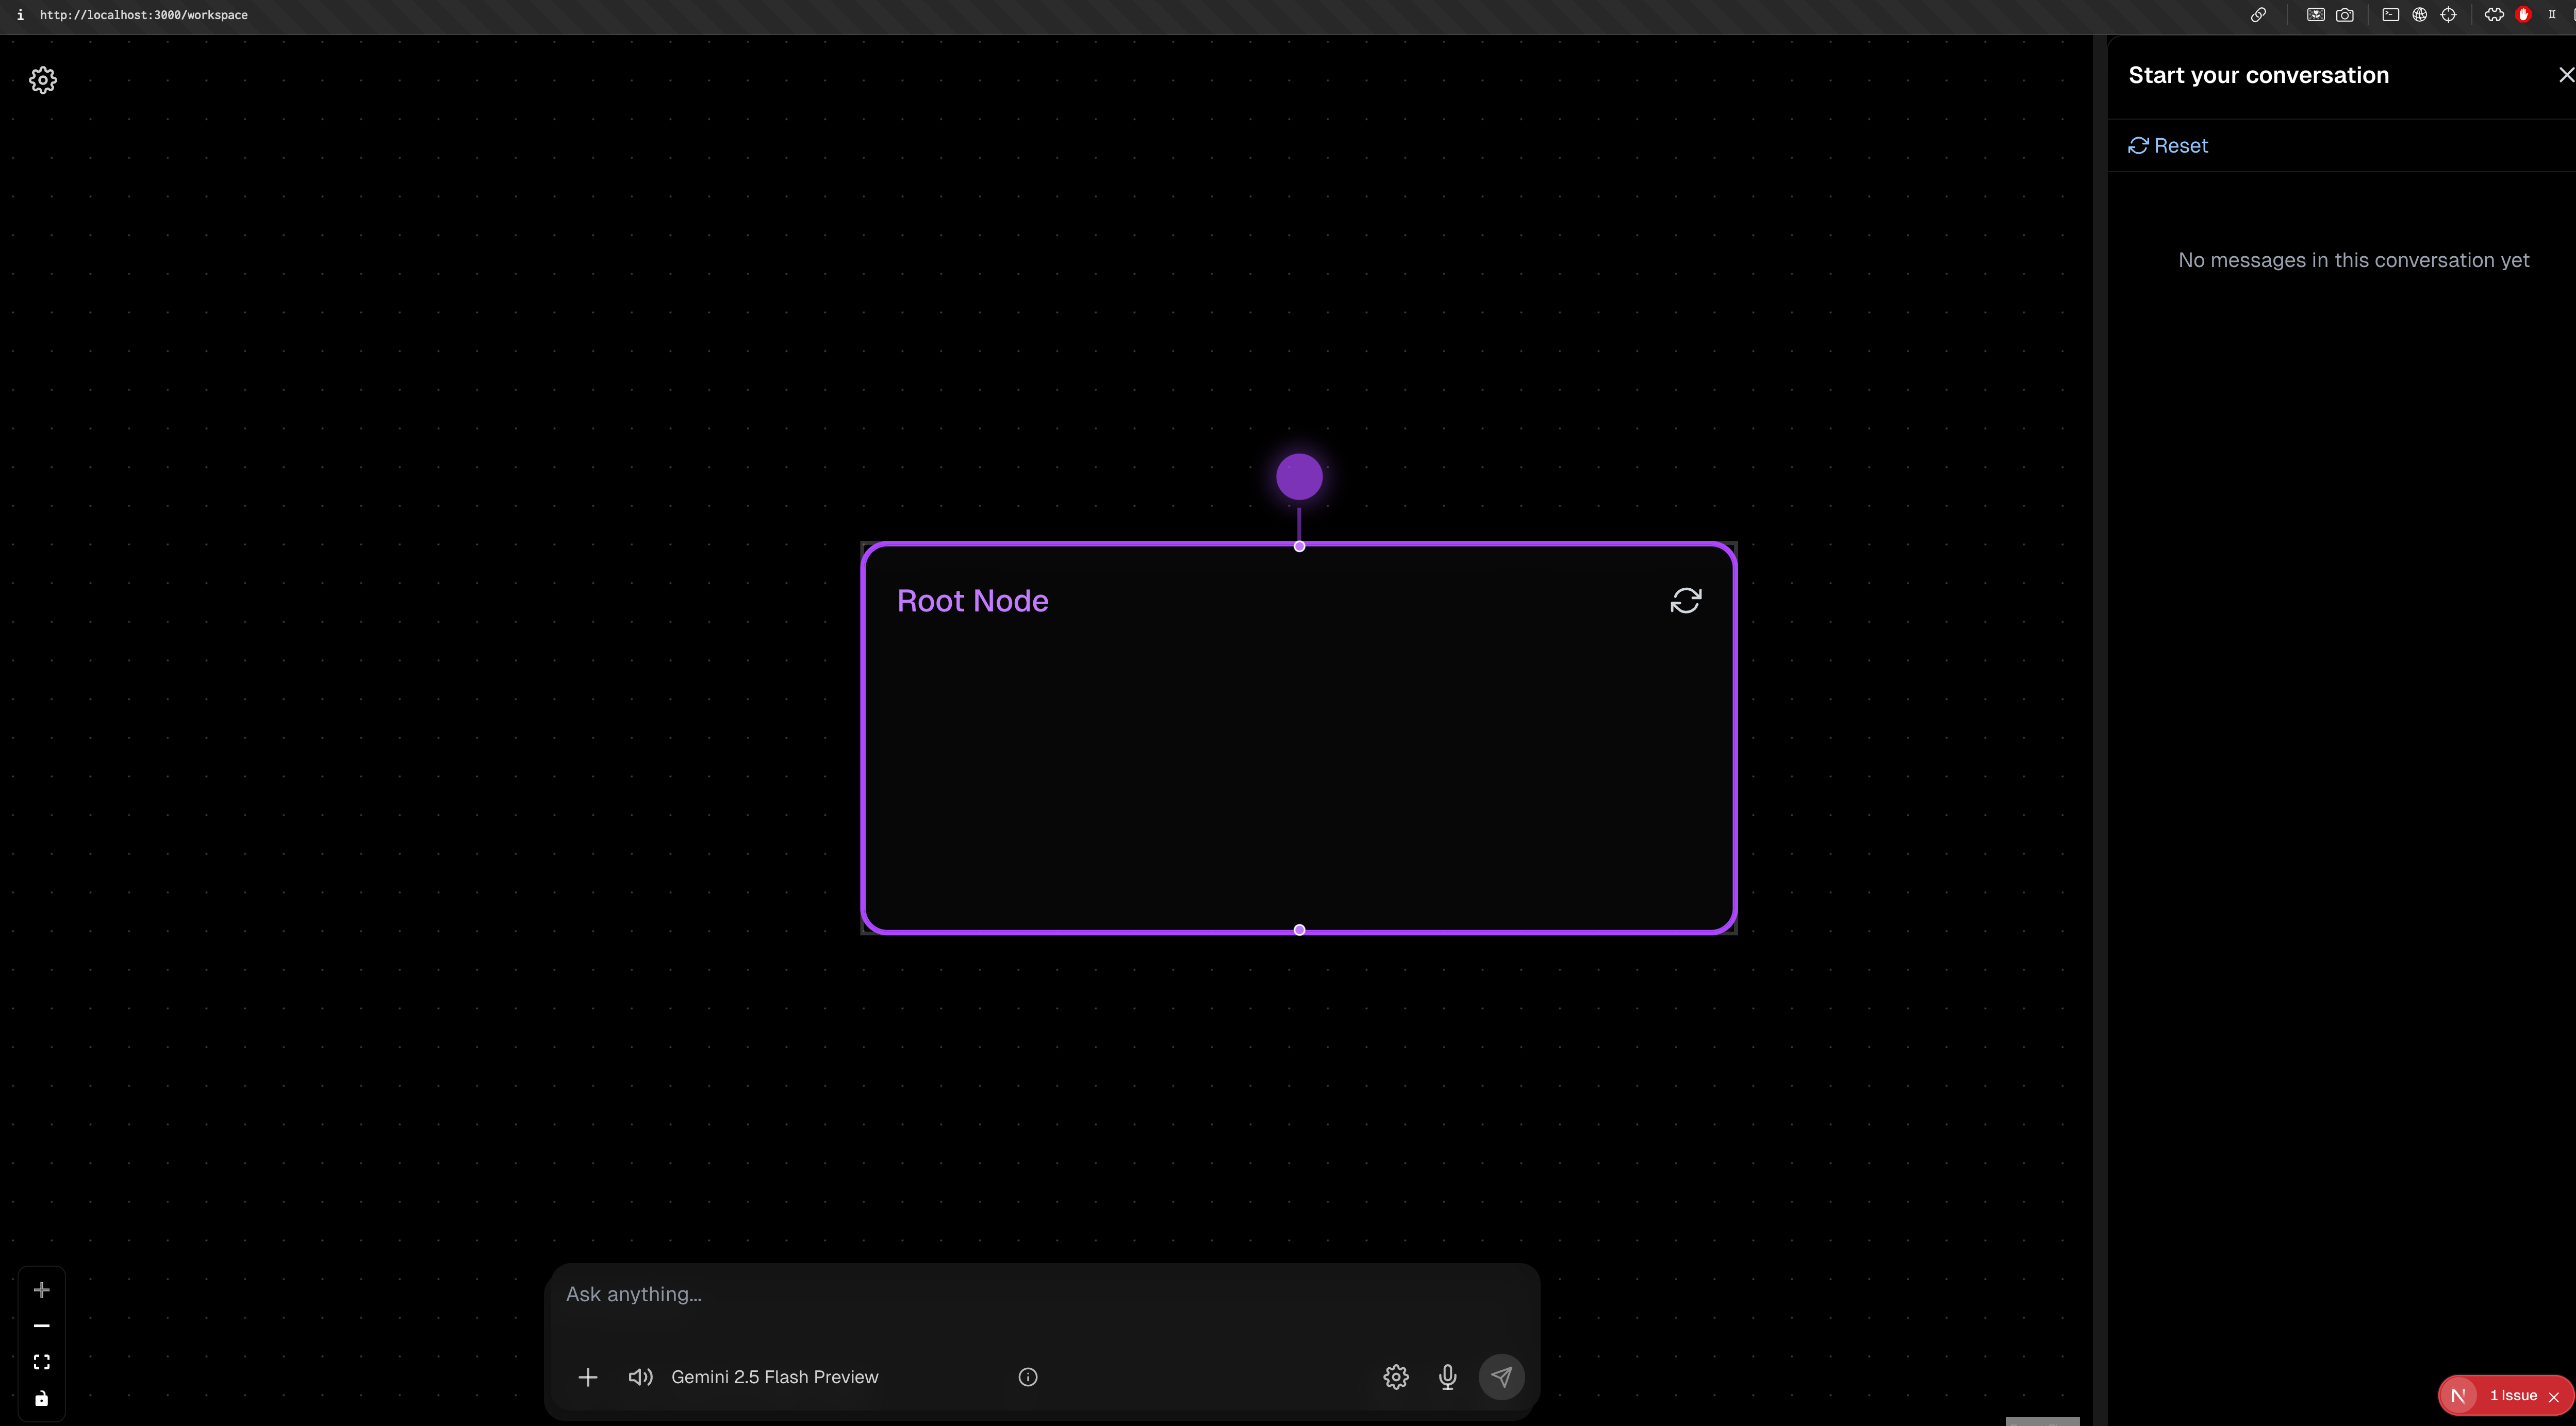 http://localhost:3000/workspace
Start your conversation
Reset
No messages in this conversation yet
Root Node
Ask anything...
Gemini 2.5 Flash Preview
N 1 Issue